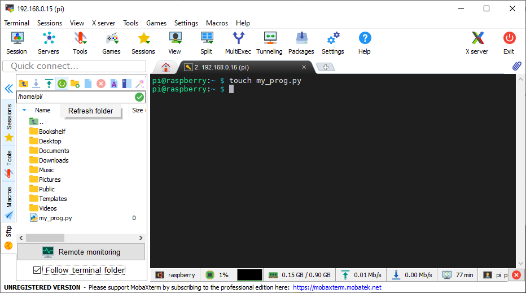 192.168.0.15 (pi)
Terminal Sessions View X server Tools Games Settings Macros Help
Session Servers Tools Games Sessions View Split MultiExec Tunneling Packages Settings Help X server Exit
Quick connect...
2. 192.168.0.16 (pi)
/home/pi/
Name
Refresh folder
..
Bookshelf
Desktop
Documents
Downloads
Music
Pictures
Public
Templates
Videos
my_prog.py 0
Sessions
Tools
Macros
Sftp
pi@raspberry:~ $ touch my_prog.py
pi@raspberry:~ $
Remote monitoring
Follow terminal folder
raspberry 1% 0.15 GB / 0.90 GB 0.01 Mb/s 0.00 Mb/s 77 min pi
UNREGISTERED VERSION - Please support MobaXterm by subscribing to the professional edition here: https://mobaxterm.mobatek.net